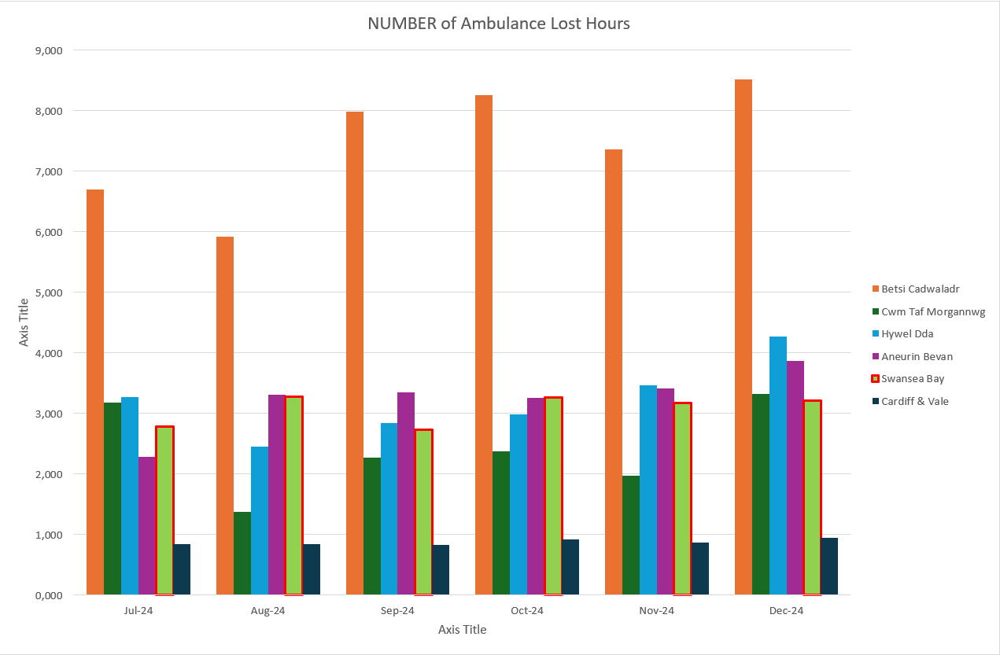 NUMBER of Ambulance Lost Hours
9,000
8,000
7,000
6,000
5,000
4,000
3,000
2,000
1,000
0,000
Axis Title
Jul-24
Aug-24
Sep-24
Oct-24
Nov-24
Dec-24
Axis Title
Betsi Cadwaladr
Cwm Taf Morgannwg
Hywel Dda
Aneurin Bevan
Swansea Bay
Cardiff & Vale